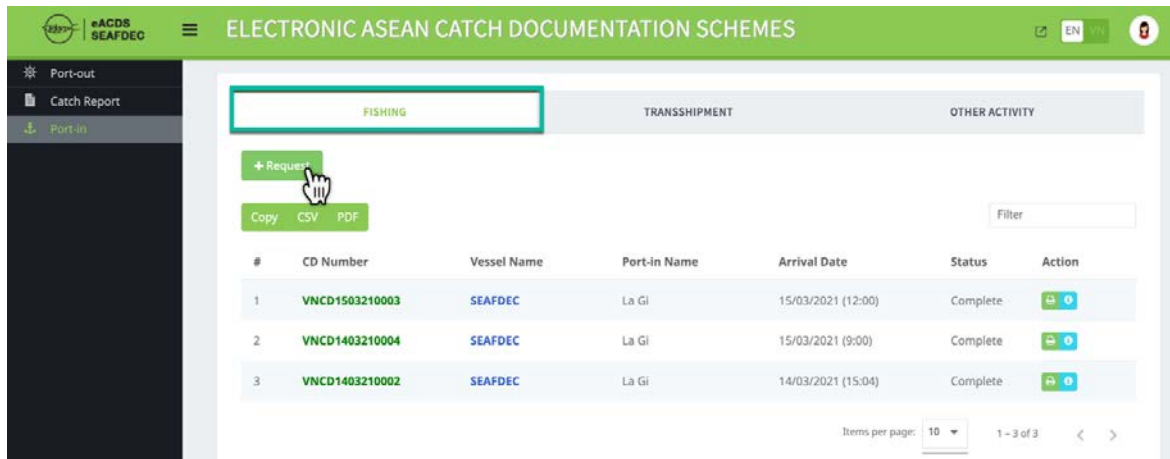 eACDS
SEAFDEC
ELECTRONIC ASEAN CATCH DOCUMENTATION SCHEMES
EN VN
Port-out
Catch Report
Port-in
FISHING TRANSSHIPMENT OTHER ACTIVITY
+ Request
Copy CSV PDF Filter
# CD Number Vessel Name Port-in Name Arrival Date Status Action
1 VNCD1503210003 SEAFDEC La Gi 15/03/2021 (12:00) Complete
2 VNCD1403210004 SEAFDEC La Gi 15/03/2021 (9:00) Complete
3 VNCD1403210002 SEAFDEC La Gi 14/03/2021 (15:04) Complete
Items per page: 10 1 – 3 of 3